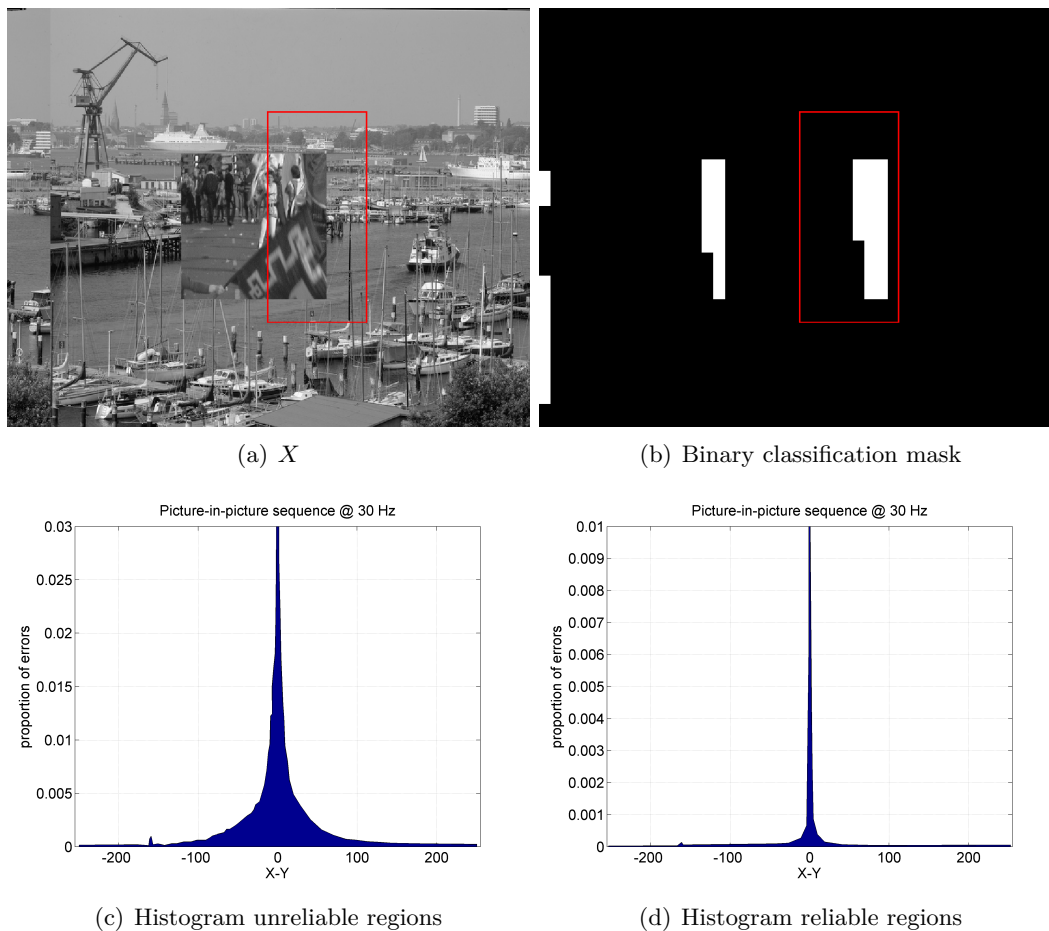 (a) X
(b) Binary classification mask
Picture-in-picture sequence @ 30 Hz
0.03
0.025
0.02
0.015
0.01
0.005
0
proportion of errors
-200
-100
0
100
200
X-Y
(c) Histogram unreliable regions
Picture-in-picture sequence @ 30 Hz
0.01
0.009
0.008
0.007
0.006
0.005
0.004
0.003
0.002
0.001
0
proportion of errors
-200
-100
0
100
200
X-Y
(d) Histogram reliable regions